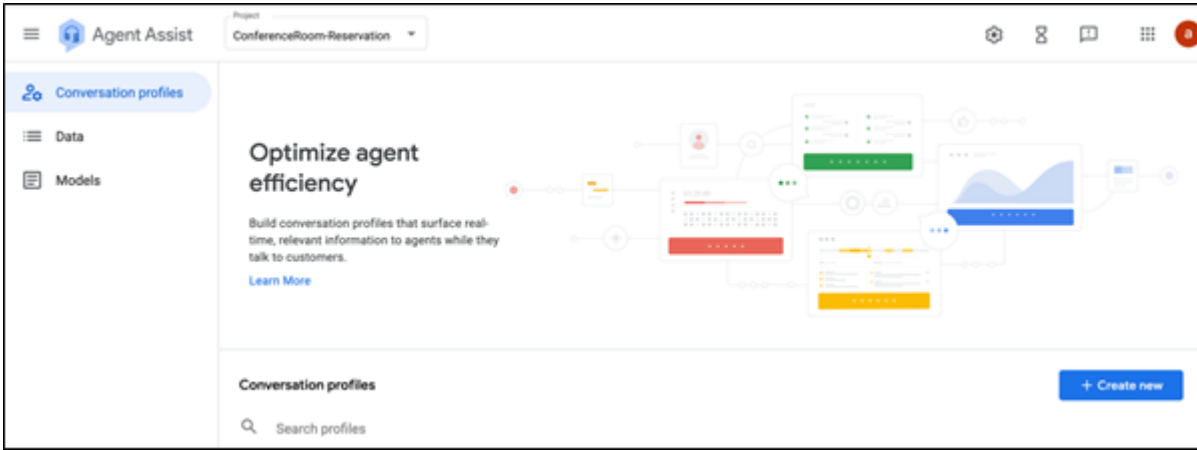 Agent Assist
Project
ConferenceRoom-Reservation
a
Conversation profiles
Data
Models
Optimize agent
efficiency
Build conversation profiles that surface real-
time, relevant information to agents while they
talk to customers.
Learn More
Conversation profiles
+ Create new
Search profiles